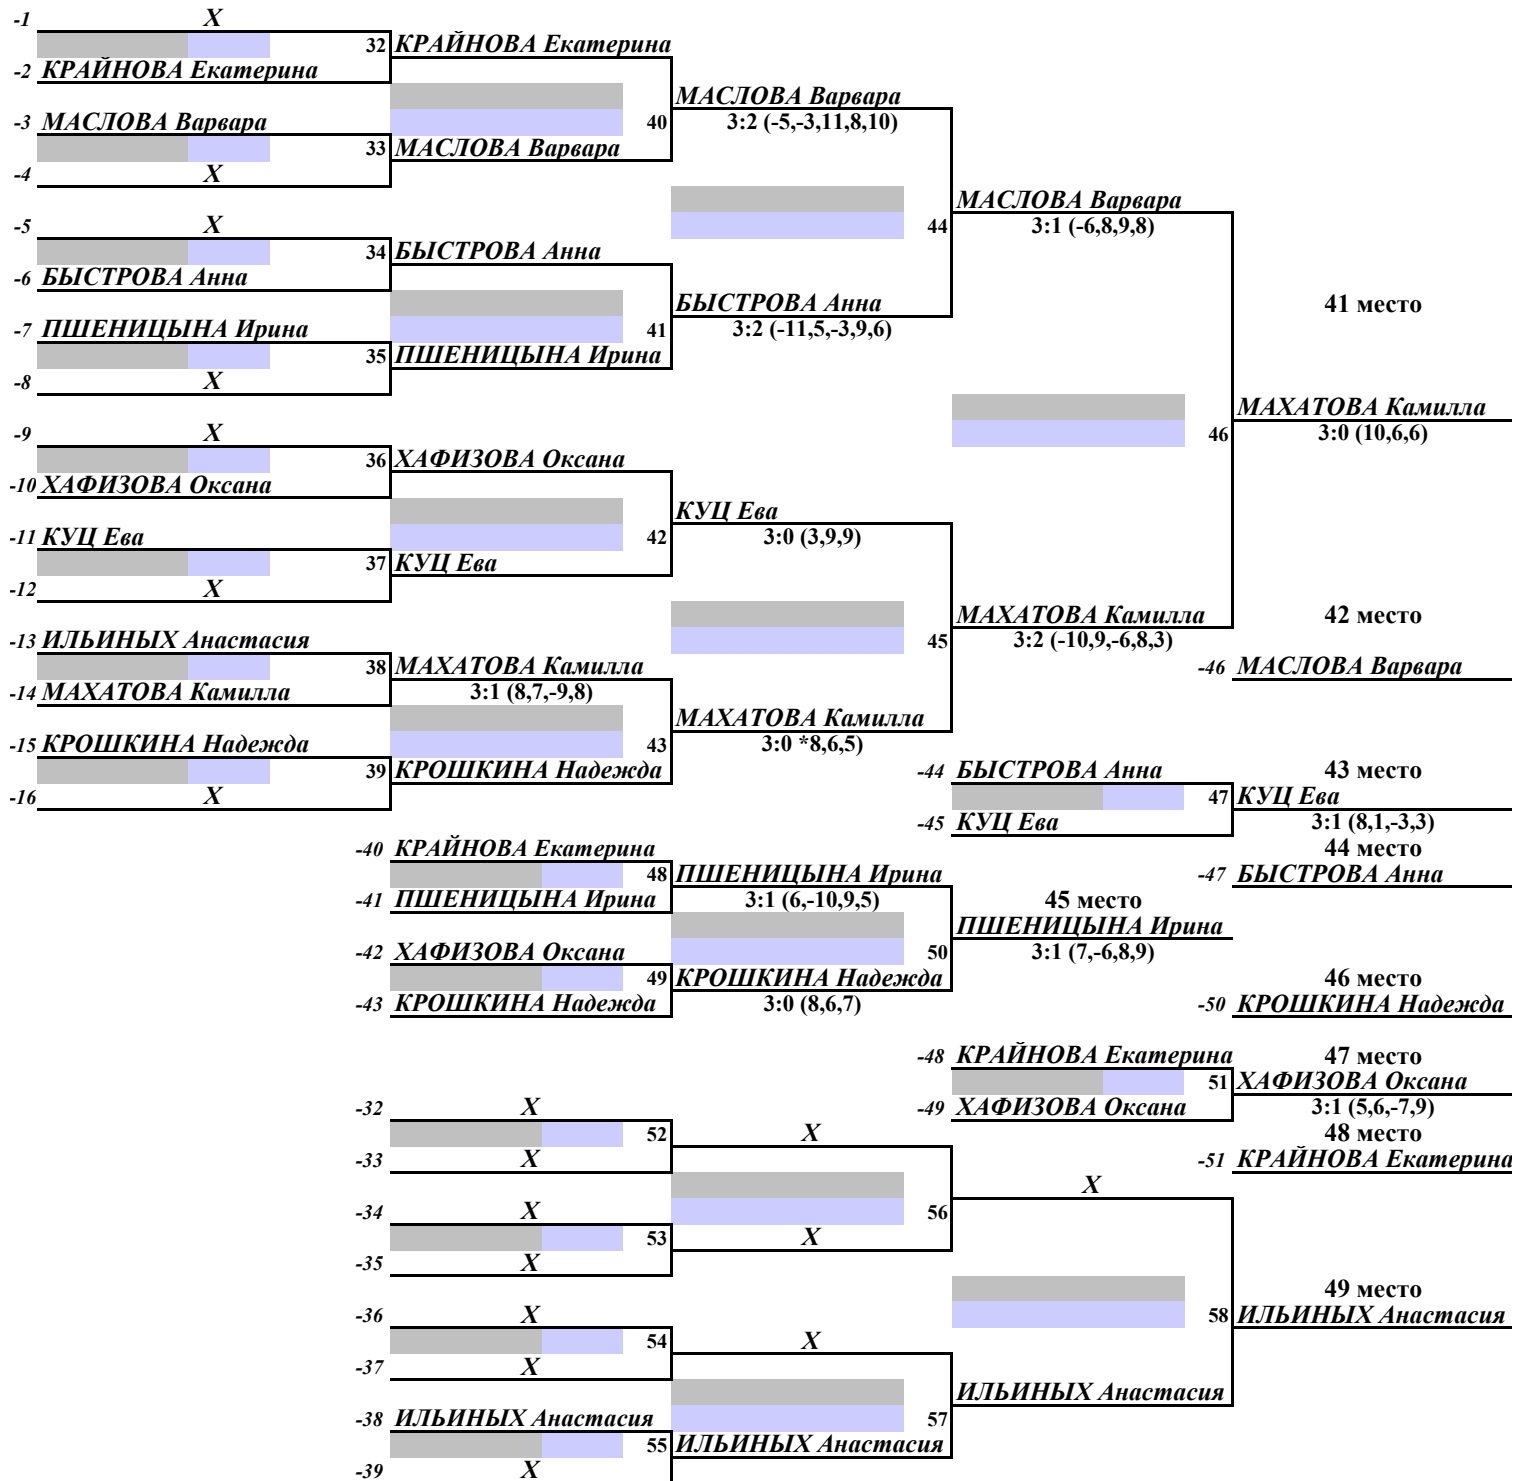 -1 X
32 КРАЙНОВА Екатерина
-2 КРАЙНОВА Екатерина
МАСЛОВА Варвара
-3 МАСЛОВА Варвара
40 3:2 (-5,-3,11,8,10)
33 МАСЛОВА Варвара
-4 X
МАСЛОВА Варвара
-5 X
44 3:1 (-6,8,9,8)
34 БЫСТРОВА Анна
-6 БЫСТРОВА Анна
БЫСТРОВА Анна
41 место
-7 ПШЕНИЦЫНА Ирина
41 3:2 (-11,5,-3,9,6)
35 ПШЕНИЦЫНА Ирина
-8 X
МАХАТОВА Камилла
-9 X
46 3:0 (10,6,6)
36 ХАФИЗОВА Оксана
-10 ХАФИЗОВА Оксана
КУЦ Ева
-11 КУЦ Ева
42 3:0 (3,9,9)
37 КУЦ Ева
-12 X
МАХАТОВА Камилла
42 место
-13 ИЛЬИНЫХ Анастасия
45 3:2 (-10,9,-6,8,3)
38 МАХАТОВА Камилла
-46 МАСЛОВА Варвара
-14 МАХАТОВА Камилла
3:1 (8,7,-9,8)
МАХАТОВА Камилла
-15 КРОШКИНА Надежда
43 3:0 *8,6,5)
39 КРОШКИНА Надежда
-44 БЫСТРОВА Анна
43 место
-16 X
47 КУЦ Ева
-45 КУЦ Ева
3:1 (8,1,-3,3)
-40 КРАЙНОВА Екатерина
44 место
48 ПШЕНИЦЫНА Ирина
-47 БЫСТРОВА Анна
-41 ПШЕНИЦЫНА Ирина
3:1 (6,-10,9,5)
45 место
ПШЕНИЦЫНА Ирина
-42 ХАФИЗОВА Оксана
50 3:1 (7,-6,8,9)
49 КРОШКИНА Надежда
46 место
-43 КРОШКИНА Надежда
3:0 (8,6,7)
-50 КРОШКИНА Надежда
-48 КРАЙНОВА Екатерина
47 место
51 ХАФИЗОВА Оксана
-32 X
-49 ХАФИЗОВА Оксана
3:1 (5,6,-7,9)
52 X
48 место
-33 X
-51 КРАЙНОВА Екатерина
X
-34 X
56
53 X
-35 X
49 место
-36 X
58 ИЛЬИНЫХ Анастасия
54 X
-37 X
ИЛЬИНЫХ Анастасия
-38 ИЛЬИНЫХ Анастасия
57
55 ИЛЬИНЫХ Анастасия
-39 X